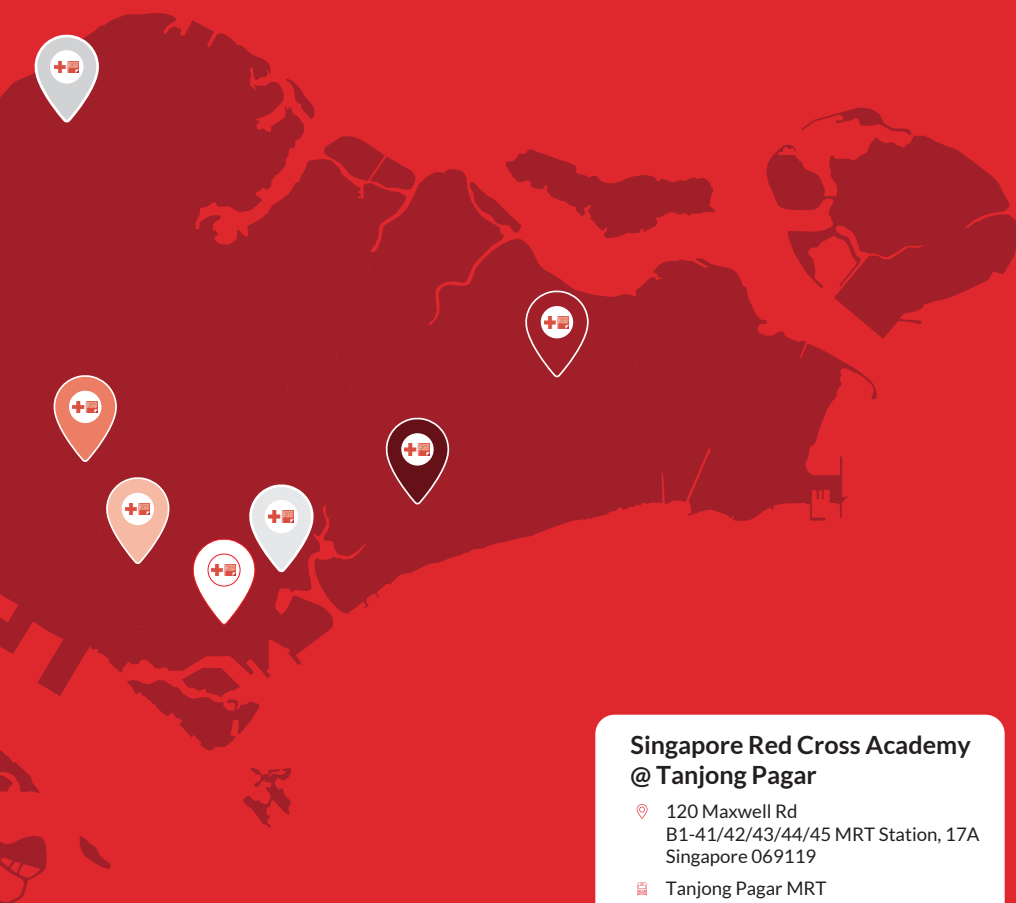 Singapore Red Cross Academy
@ Tanjong Pagar
120 Maxwell Rd
B1-41/42/43/44/45 MRT Station, 17A
Singapore 069119
Tanjong Pagar MRT